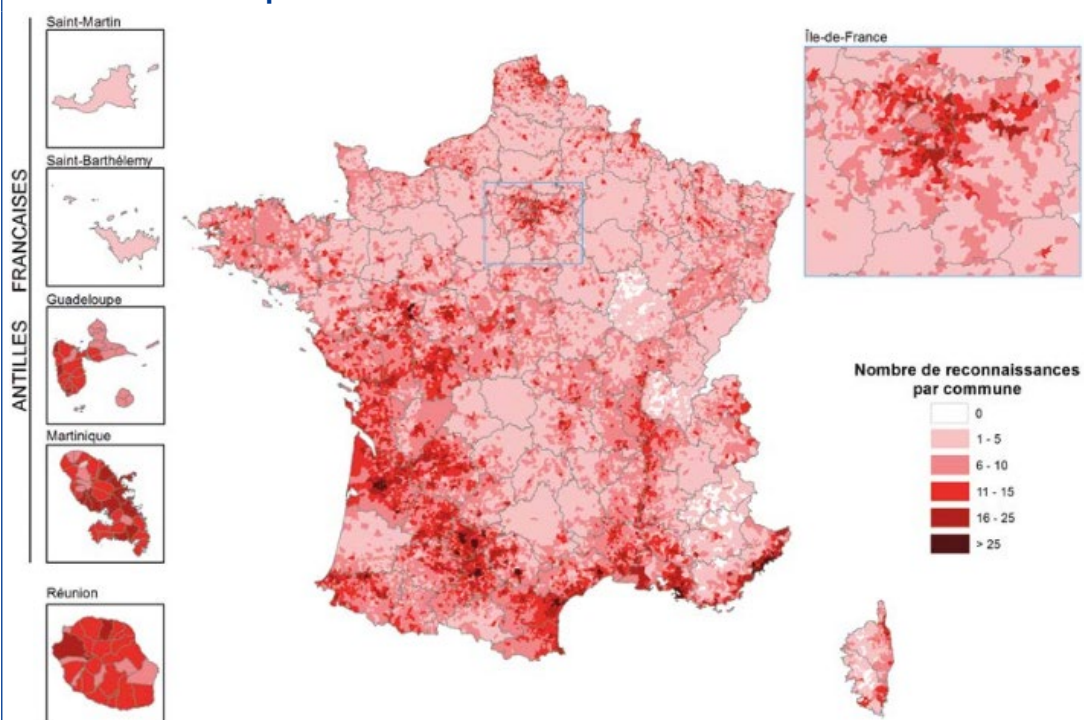 Saint-Martin
Île-de-France
Saint-Barthélemy
ANTILLES FRANCAISES
Guadeloupe
Martinique
Réunion
Nombre de reconnaissances
par commune
0
1 - 5
6 - 10
11 - 15
16 - 25
> 25